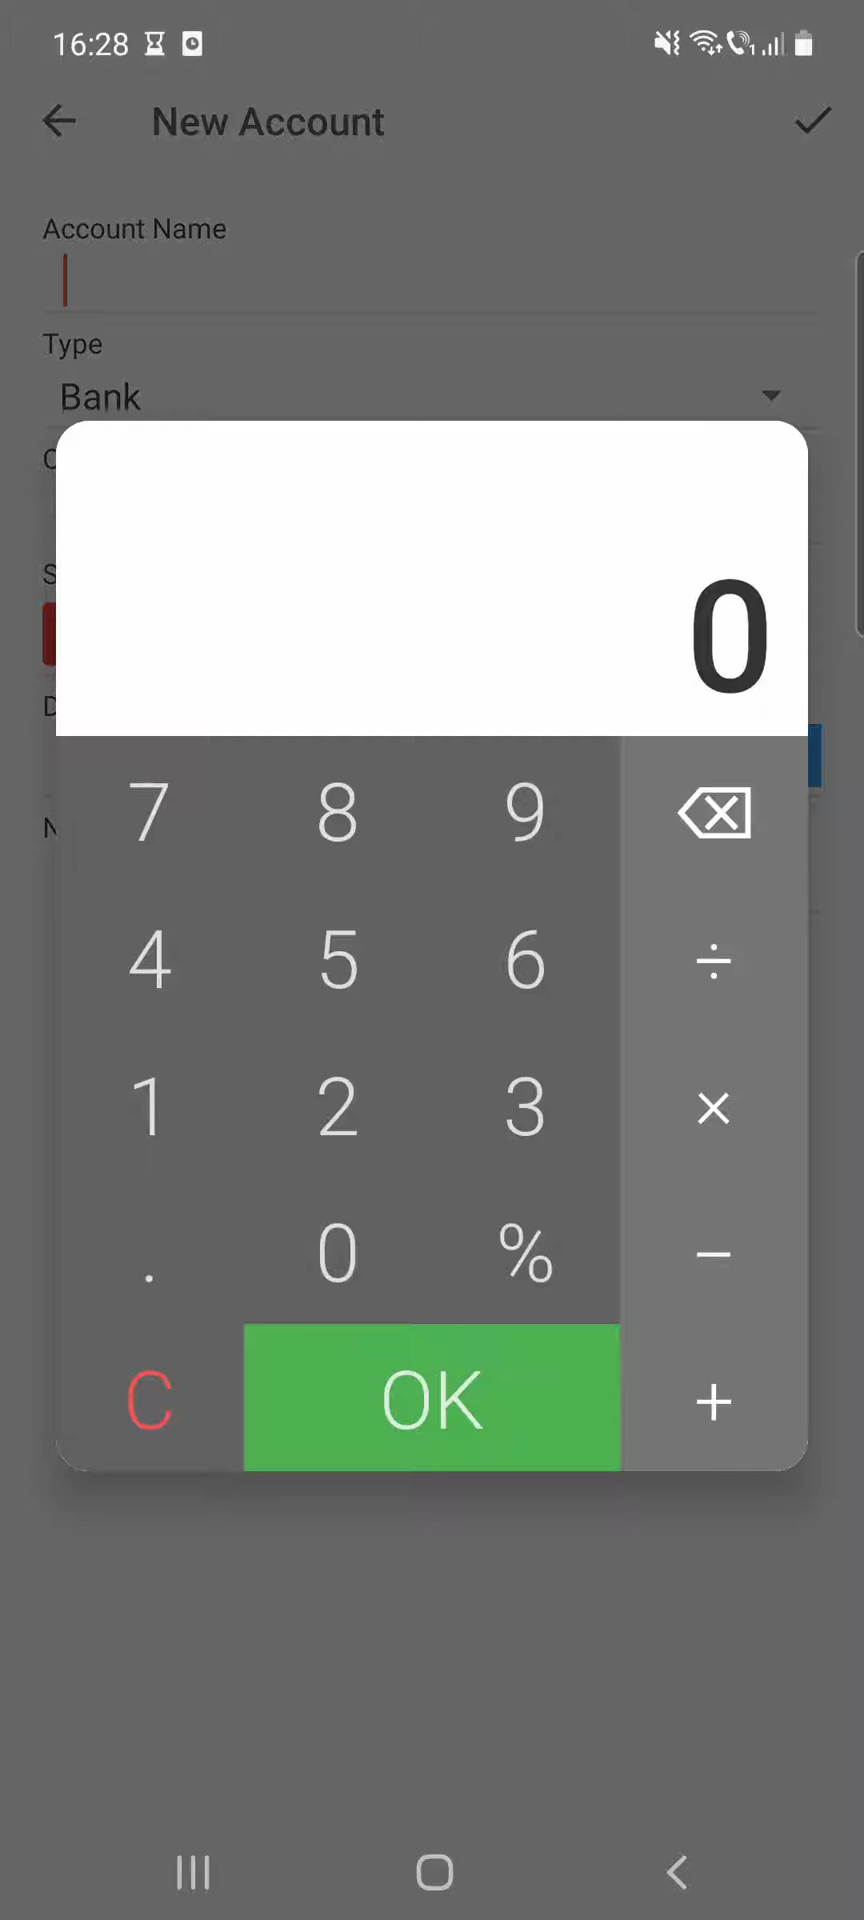 16:28
New Account
Account Name
Type
Bank
0
7 8 9
4 5 6 ÷
1 2 3 ×
. 0 % −
C OK +